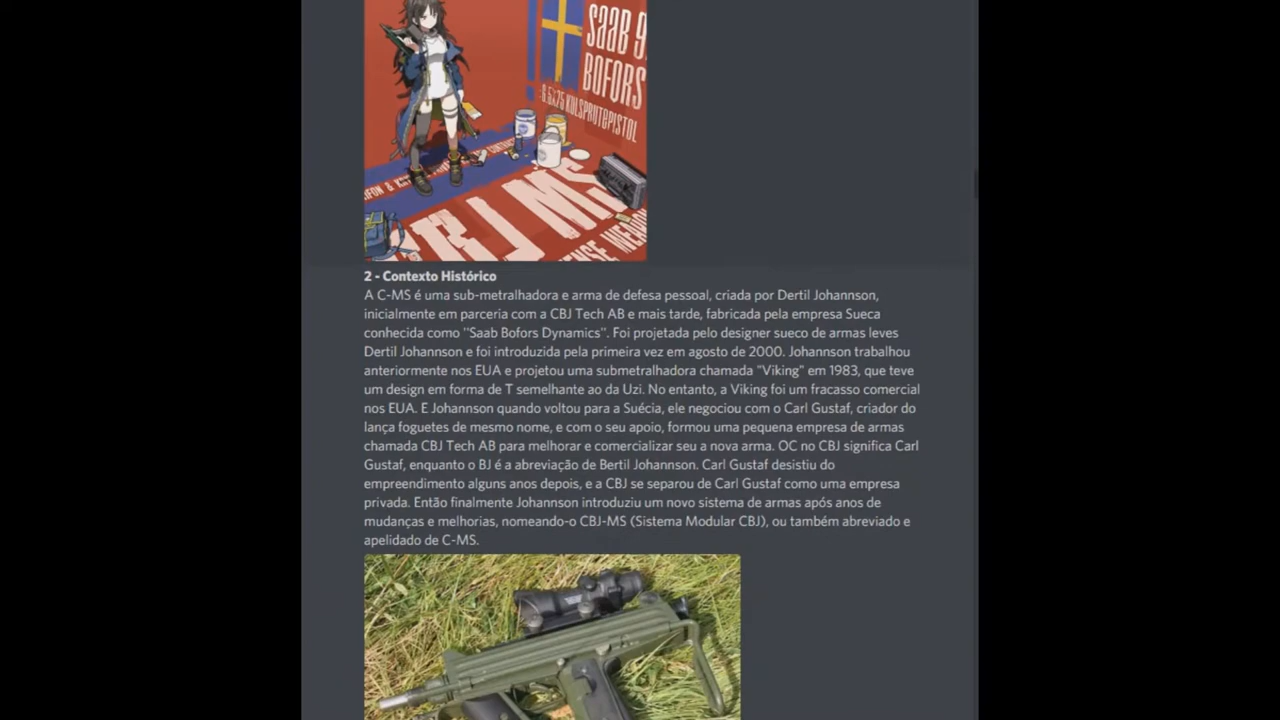 SAAB 9
BOFORS
6.5X25 KULSPRUTEPISTOL
CBJ MS
2 - Contexto Histórico
A C-MS é uma sub-metralhadora e arma de defesa pessoal, criada por Dertil Johannson,
inicialmente em parceria com a CBJ Tech AB e mais tarde, fabricada pela empresa Sueca
conhecida como ''Saab Bofors Dynamics''. Foi projetada pelo designer sueco de armas leves
Dertil Johannson e foi introduzida pela primeira vez em agosto de 2000. Johannson trabalhou
anteriormente nos EUA e projetou uma submetralhadora chamada "Viking" em 1983, que teve
um design em forma de T semelhante ao da Uzi. No entanto, a Viking foi um fracasso comercial
nos EUA. E Johannson quando voltou para a Suécia, ele negociou com o Carl Gustaf, criador do
lança foguetes de mesmo nome, e com o seu apoio, formou uma pequena empresa de armas
chamada CBJ Tech AB para melhorar e comercializar seu a nova arma. OC no CBJ significa Carl
Gustaf, enquanto o BJ é a abreviação de Bertil Johannson. Carl Gustaf desistiu do
empreendimento alguns anos depois, e a CBJ se separou de Carl Gustaf como uma empresa
privada. Então finalmente Johannson introduziu um novo sistema de armas após anos de
mudanças e melhorias, nomeando-o CBJ-MS (Sistema Modular CBJ), ou também abreviado e
apelidado de C-MS.